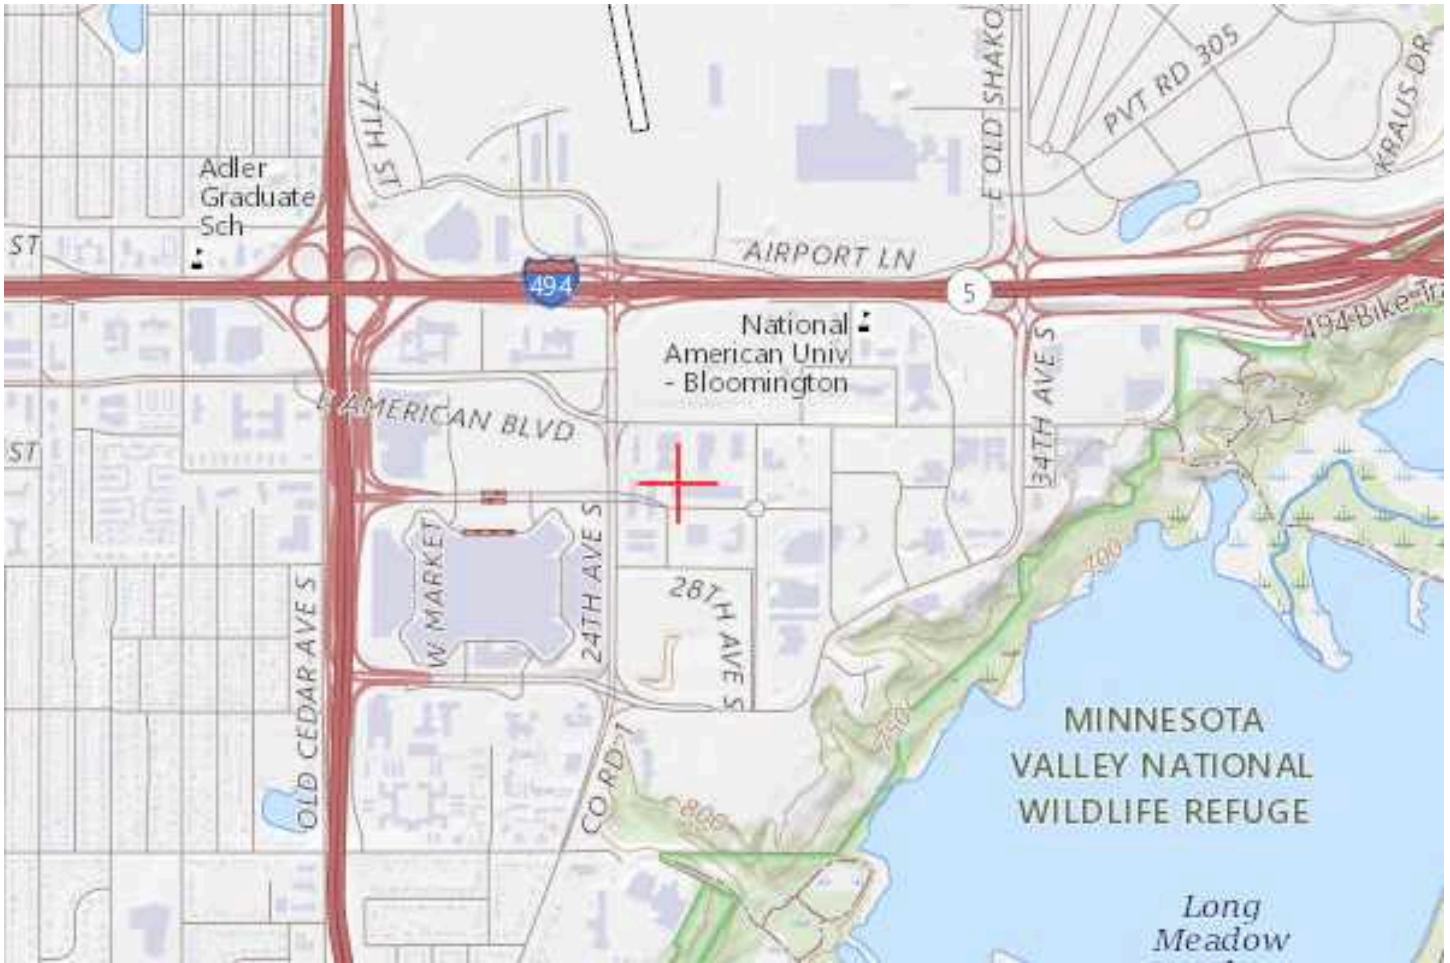 77TH ST
E OLD SHAKO
PVT RD 305
KRAUS DR
Adler
Graduate
Sch
ST
AIRPORT LN
494
5
National
American Univ
- Bloomington
494 Bike Tra
34TH AVE S
E AMERICAN BLVD
ST
W MARKET
24TH AVE S
28TH AVE S
OLD CEDAR AVE S
700
750
CO RD 1
800
MINNESOTA
VALLEY NATIONAL
WILDLIFE REFUGE
Long
Meadow